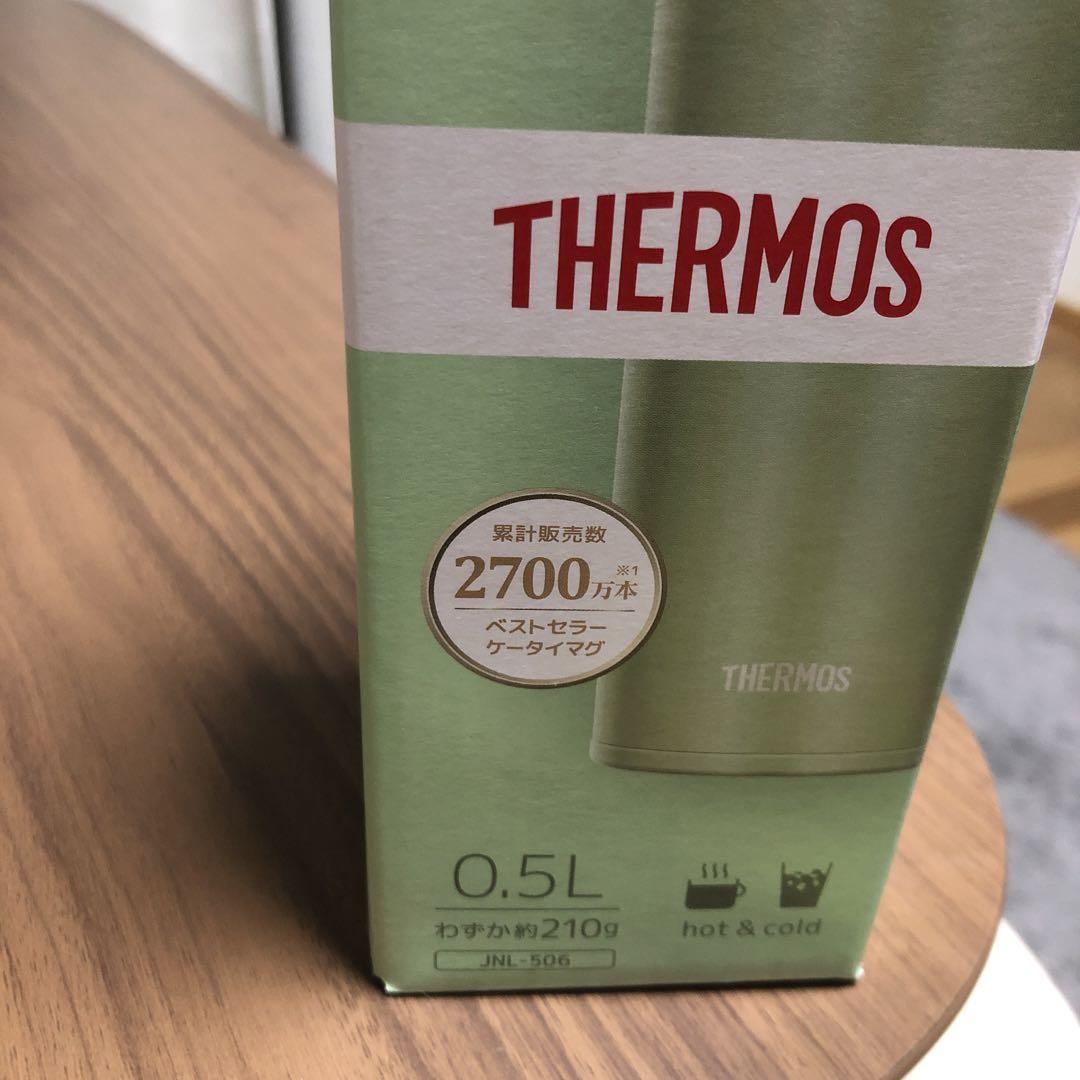 THERMOS
累計販売数
2700万本※1
ベストセラー
ケータイマグ
THERMOS
0.5L
わずか約210g
JNL-506
hot & cold